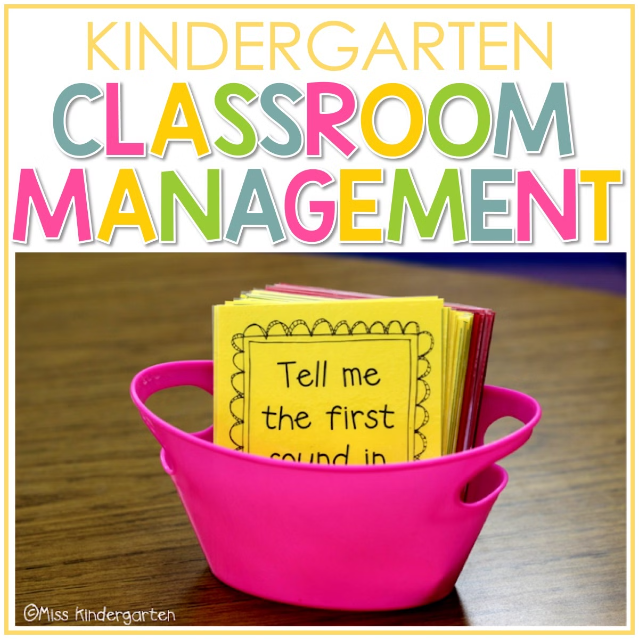 KINDERGARTEN
CLASSROOM
MANAGEMENT
Tell me
the first
sound in
©Miss Kindergarten